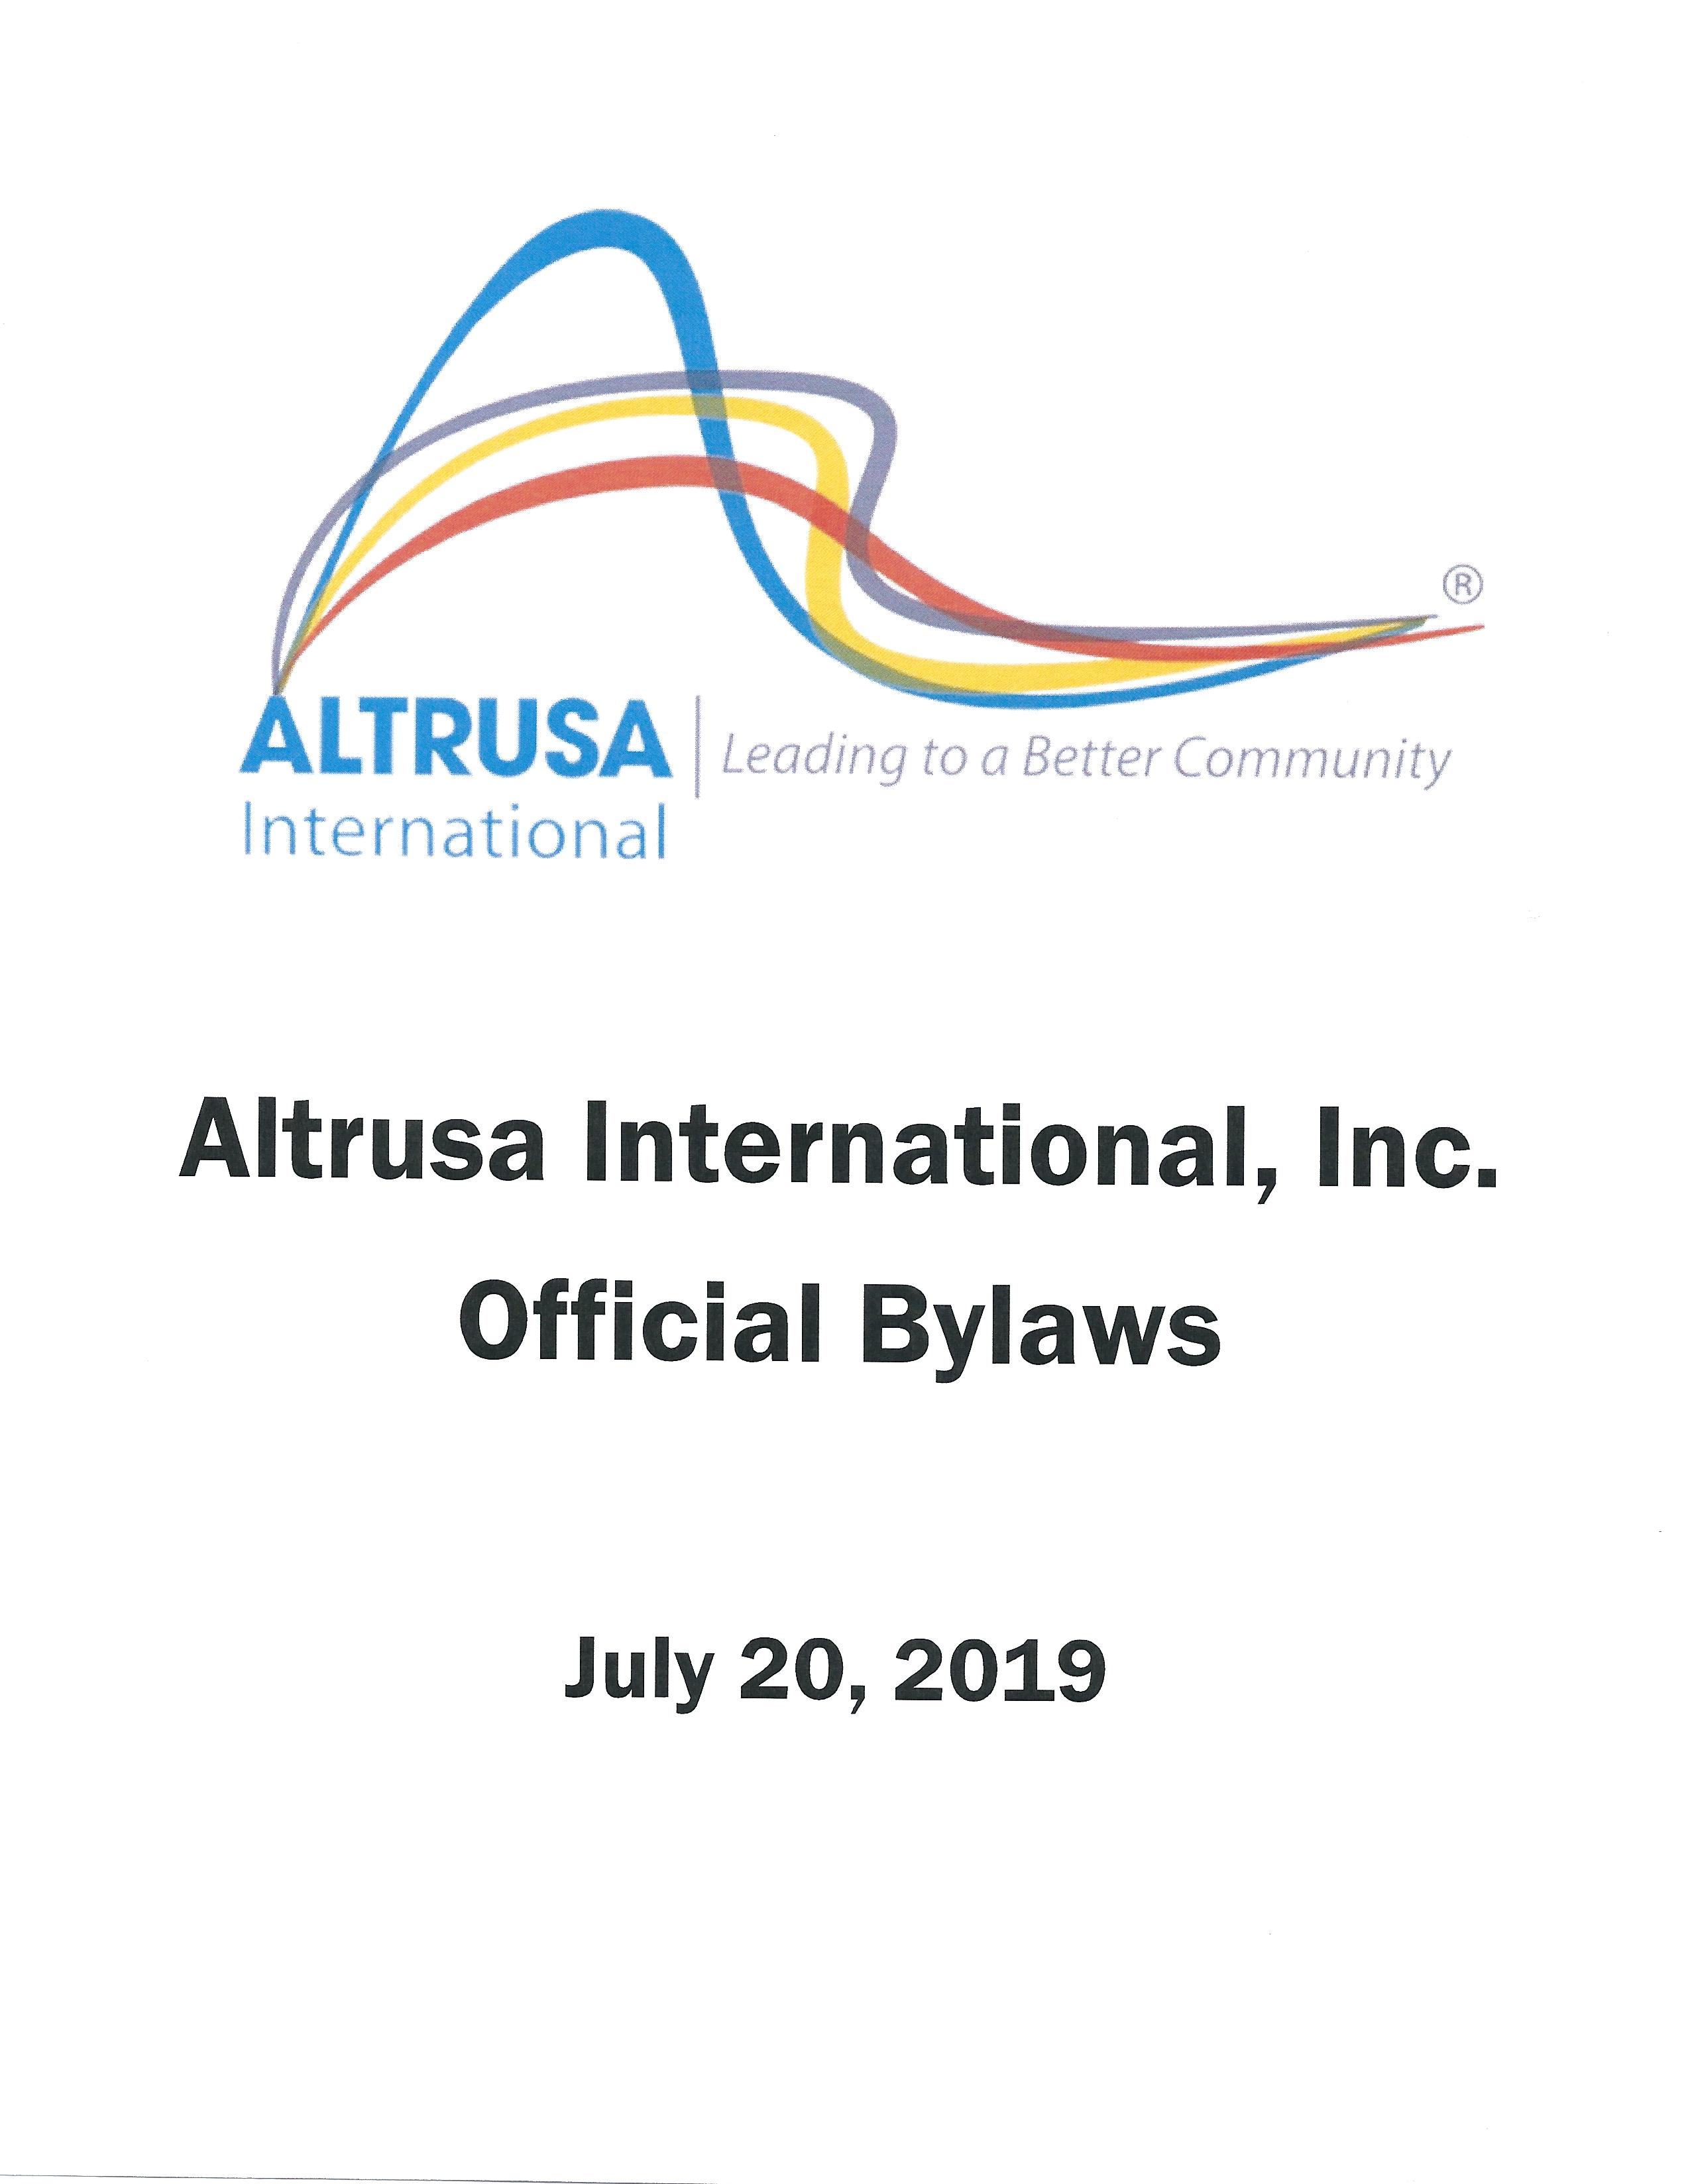 ®
ALTRUSA | Leading to a Better Community
International
Altrusa International, Inc.
Official Bylaws
July 20, 2019